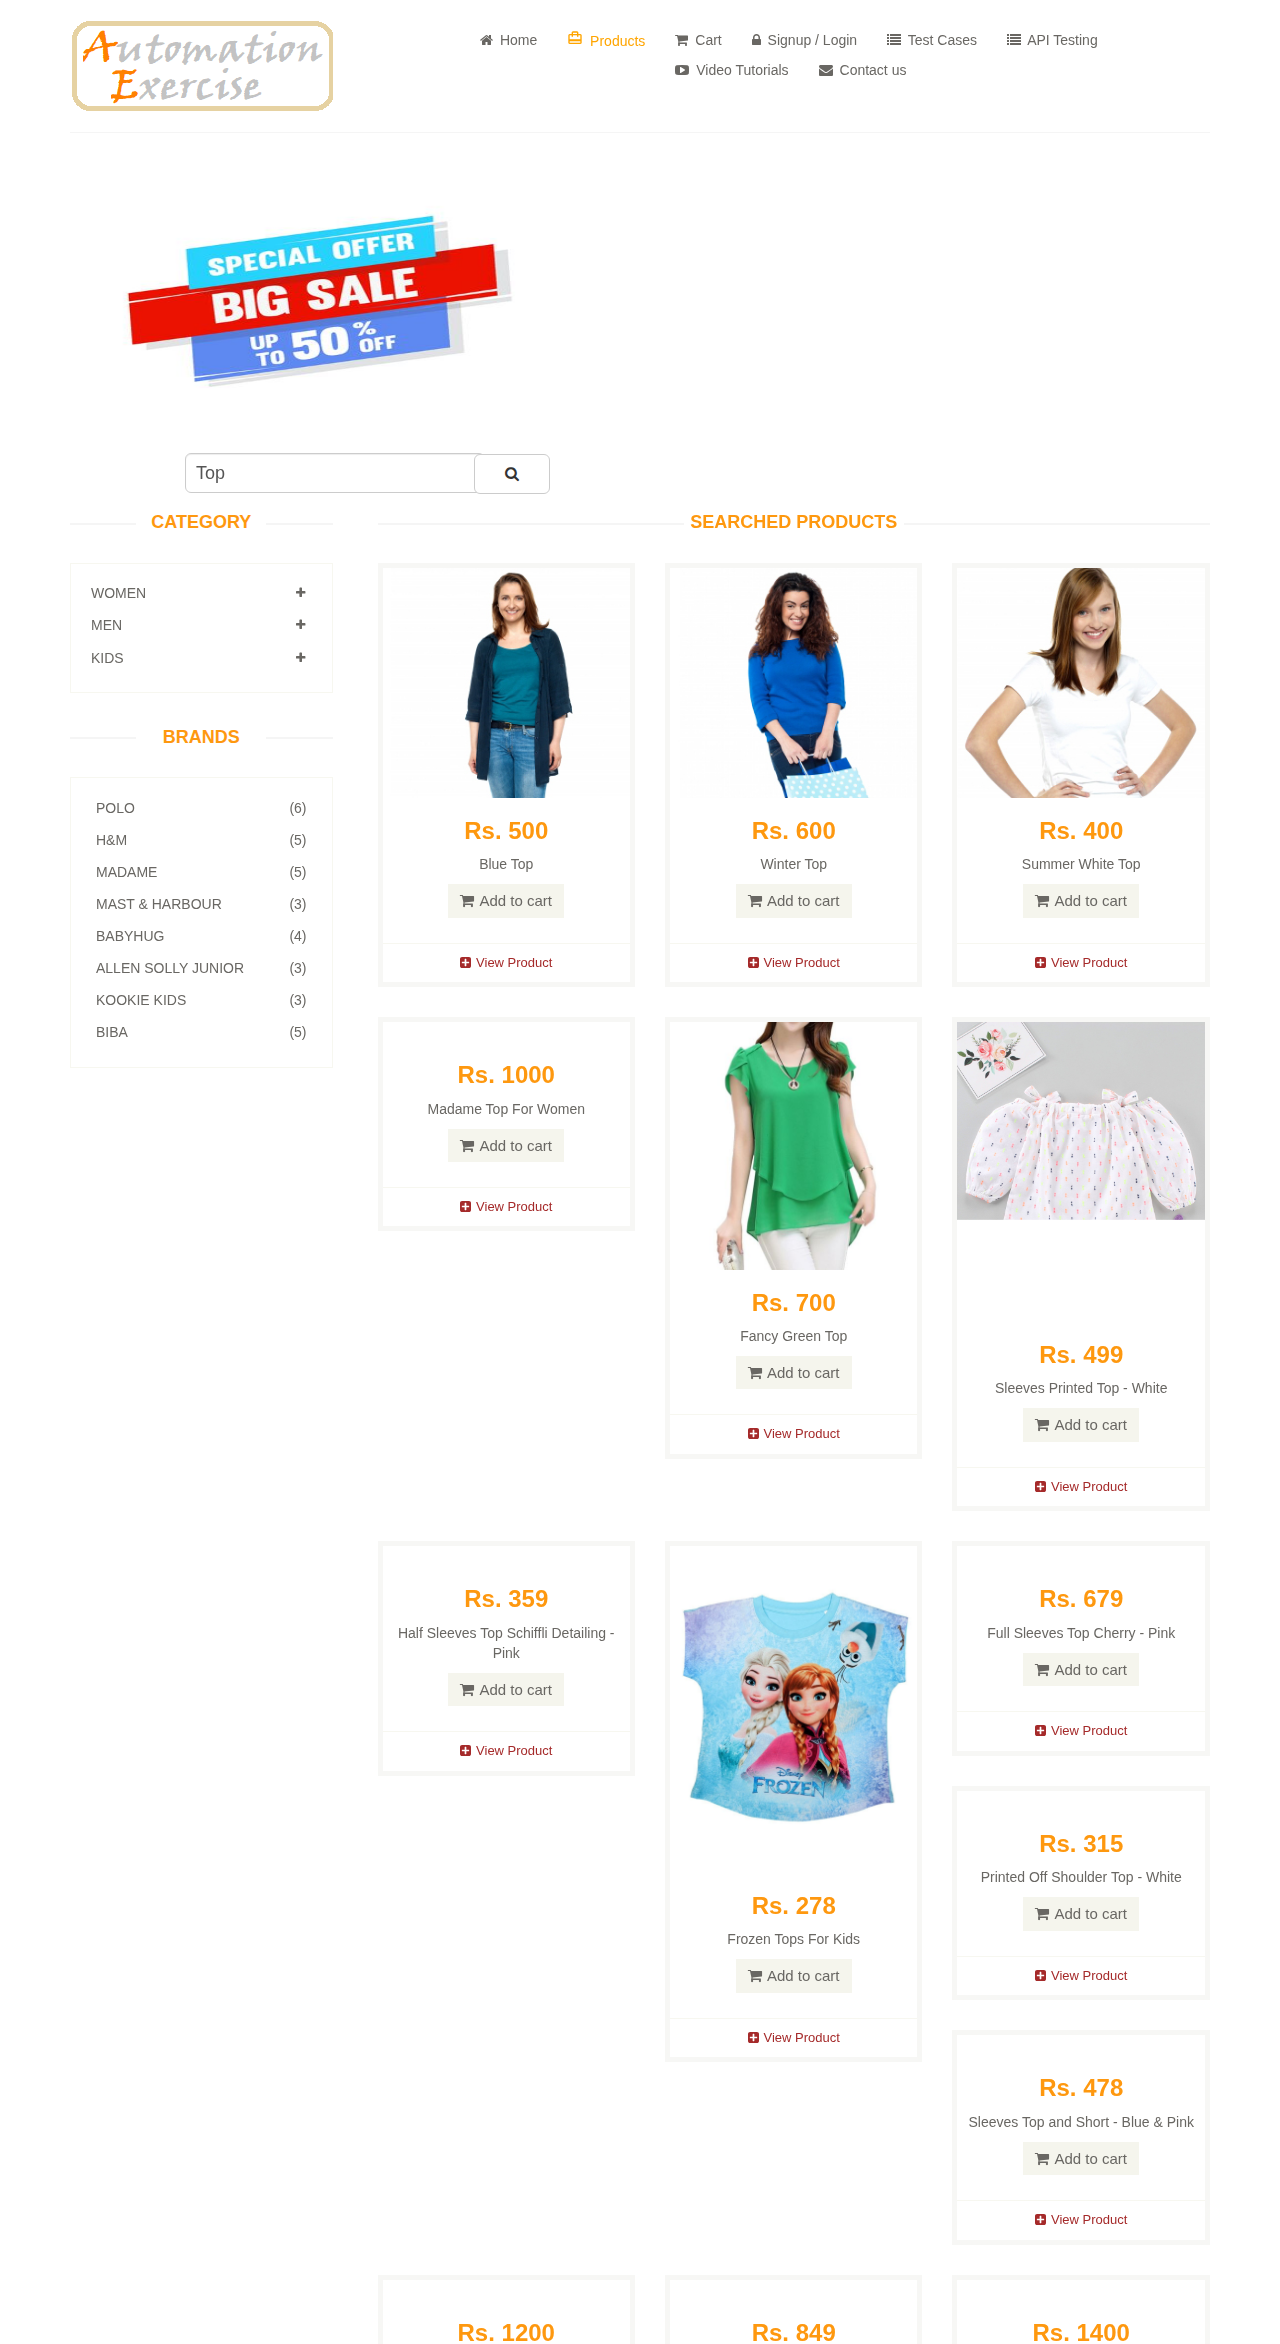 Automation
Exercise
Home
Products
Cart
Signup / Login
Test Cases
API Testing
Video Tutorials
Contact us
SPECIAL OFFER
BIG SALE
UP TO 50% OFF
Top
CATEGORY
WOMEN
MEN
KIDS
BRANDS
POLO (6)
H&M (5)
MADAME (5)
MAST & HARBOUR (3)
BABYHUG (4)
ALLEN SOLLY JUNIOR (3)
KOOKIE KIDS (3)
BIBA (5)
SEARCHED PRODUCTS
Rs. 500
Blue Top
Add to cart
View Product
Rs. 600
Winter Top
Add to cart
View Product
Rs. 400
Summer White Top
Add to cart
View Product
Rs. 1000
Madame Top For Women
Add to cart
View Product
Rs. 700
Fancy Green Top
Add to cart
View Product
Rs. 499
Sleeves Printed Top - White
Add to cart
View Product
Rs. 359
Half Sleeves Top Schiffli Detailing -
Pink
Add to cart
View Product
Disney
FROZEN
Rs. 278
Frozen Tops For Kids
Add to cart
View Product
Rs. 679
Full Sleeves Top Cherry - Pink
Add to cart
View Product
Rs. 315
Printed Off Shoulder Top - White
Add to cart
View Product
Rs. 478
Sleeves Top and Short - Blue & Pink
Add to cart
View Product
Rs. 1200
Rs. 849
Rs. 1400